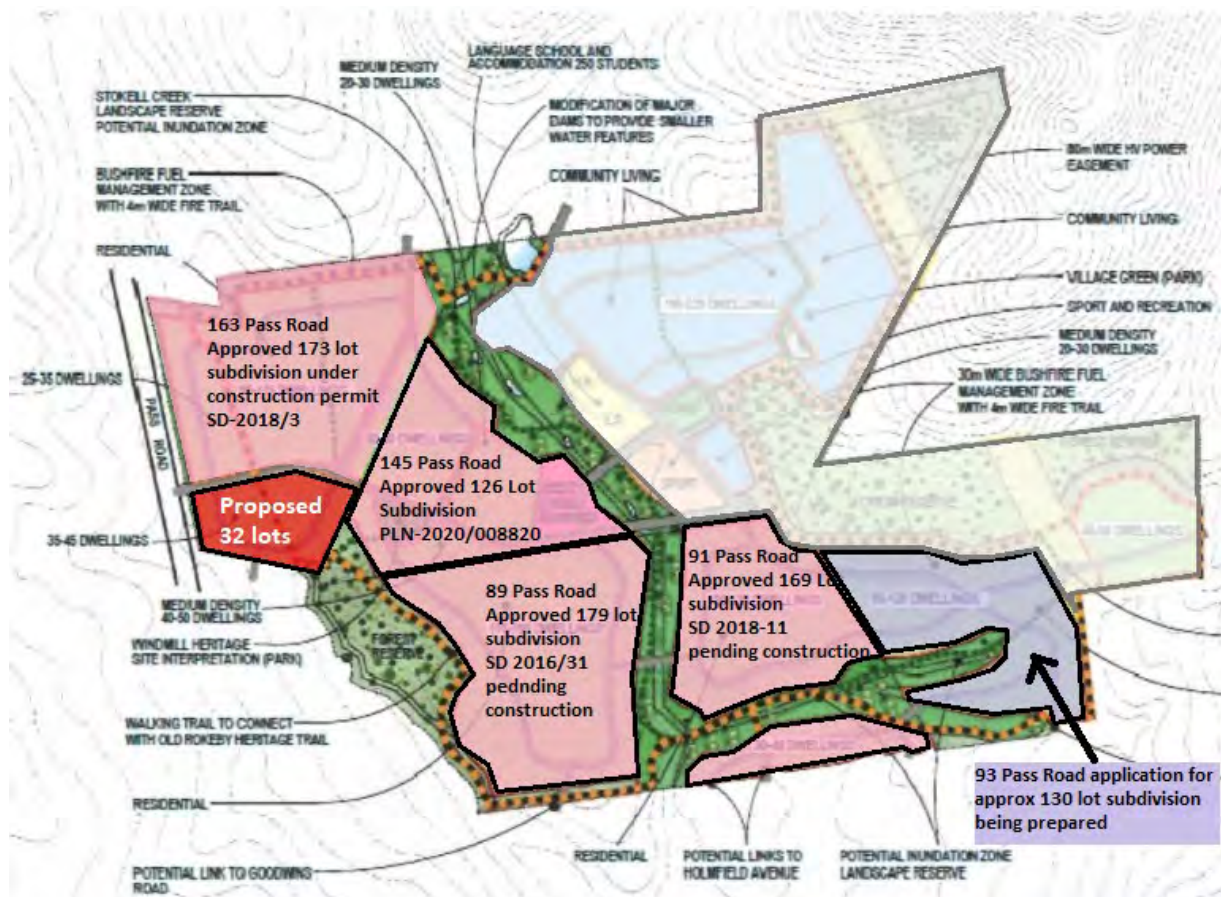 LANGUAGE SCHOOL AND
ACCOMMODATION 250 STUDENTS
MEDIUM DENSITY
20-30 DWELLINGS
STOKELL CREEK
LANDSCAPE RESERVE
POTENTIAL INUNDATION ZONE
MODIFICATION OF MAJOR
DAMS TO PROVIDE SMALLER
WATER FEATURES
BUSHFIRE FUEL
MANAGEMENT ZONE
WITH 4m WIDE FIRE TRAIL
COMMUNITY LIVING
RESIDENTIAL
80m WIDE HV POWER
EASEMENT
COMMUNITY LIVING
VILLAGE GREEN (PARK)
SPORT AND RECREATION
MEDIUM DENSITY
20-30 DWELLINGS
30m WIDE BUSHFIRE FUEL
MANAGEMENT ZONE
WITH 4m WIDE FIRE TRAIL
163 Pass Road
Approved 173 lot
subdivision under
construction permit
SD-2018/3
25-35 DWELLINGS
PASS ROAD
DWELLINGS
145 Pass Road
Approved 126 Lot
Subdivision
PLN-2020/008820
Proposed
32 lots
35-45 DWELLINGS
MEDIUM DENSITY
40-50 DWELLINGS
WINDMILL HERITAGE
SITE INTERPRETATION (PARK)
FOREST
RESERVE
89 Pass Road
Approved 179 lot
subdivision
SD 2016/31
pednding
construction
91 Pass Road
Approved 169 Lo
subdivision
SD 2018-11
pending construction
DWELLINGS
WALKING TRAIL TO CONNECT
WITH OLD ROKEBY HERITAGE TRAIL
DWELLINGS
RESIDENTIAL
93 Pass Road application for
approx 130 lot subdivision
being prepared
POTENTIAL LINK TO GOODWINS
ROAD
RESIDENTIAL
POTENTIAL LINKS TO
HOLMFIELD AVENUE
POTENTIAL INUNDATION ZONE
LANDSCAPE RESERVE